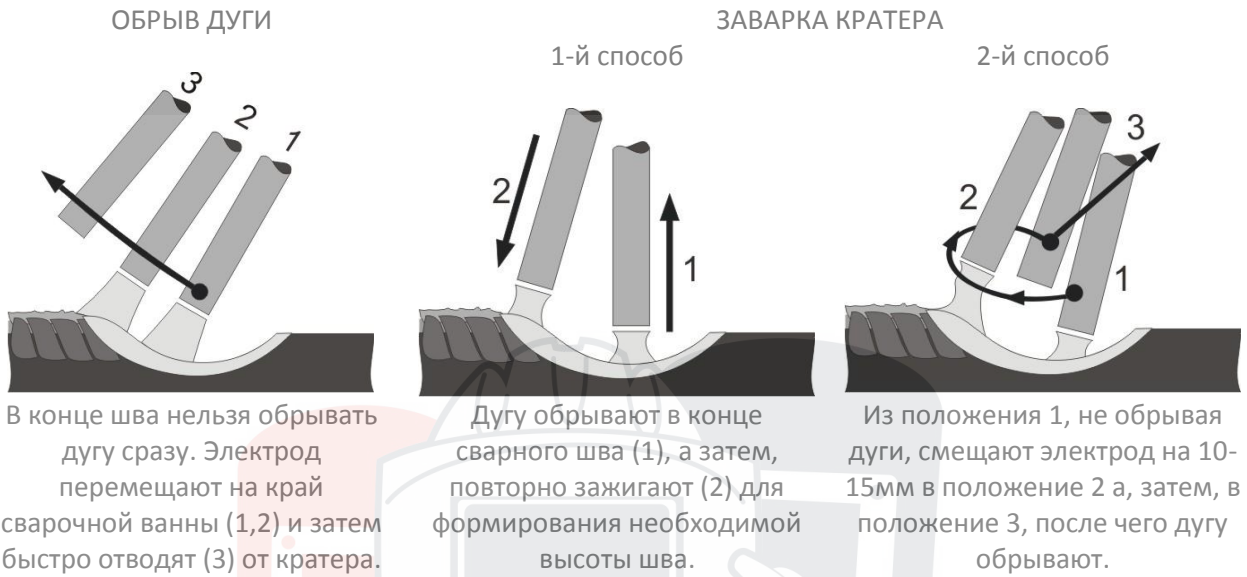 ОБРЫВ ДУГИ
ЗАВАРКА КРАТЕРА
1-й способ
2-й способ
3
2
1
2
1
3
2
1
В конце шва нельзя обрывать
дугу сразу. Электрод
перемещают на край
сварочной ванны (1,2) и затем
быстро отводят (3) от кратера.
Дугу обрывают в конце
сварного шва (1), а затем,
повторно зажигают (2) для
формирования необходимой
высоты шва.
Из положения 1, не обрывая
дуги, смещают электрод на 10-
15мм в положение 2 а, затем, в
положение 3, после чего дугу
обрывают.